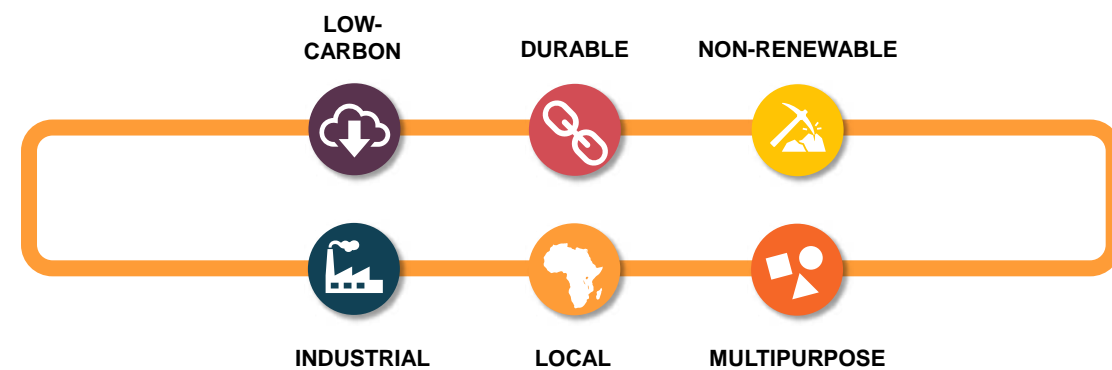 LOW-
CARBON
DURABLE
NON-RENEWABLE
INDUSTRIAL
LOCAL
MULTIPURPOSE